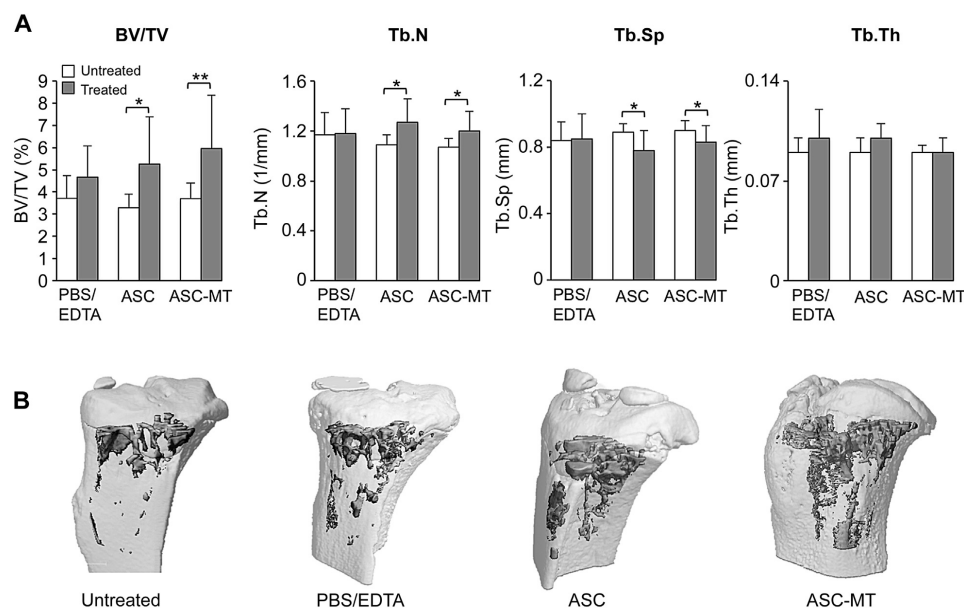 A
BV/TV
Tb.N
Tb.Sp
Tb.Th
Untreated
Treated
BV/TV (%)
9
8
7
6
5
4
3
2
1
0
*
**
PBS/
EDTA
ASC
ASC-MT
Tb.N (1/mm)
1.6
1.2
0.8
0.4
0
*
*
PBS/
EDTA
ASC
ASC-MT
Tb.Sp (mm)
1.2
0.8
0.4
0
*
*
PBS/
EDTA
ASC
ASC-MT
Tb.Th (mm)
0.14
0.07
0
PBS/
EDTA
ASC
ASC-MT
B
Untreated
PBS/EDTA
ASC
ASC-MT